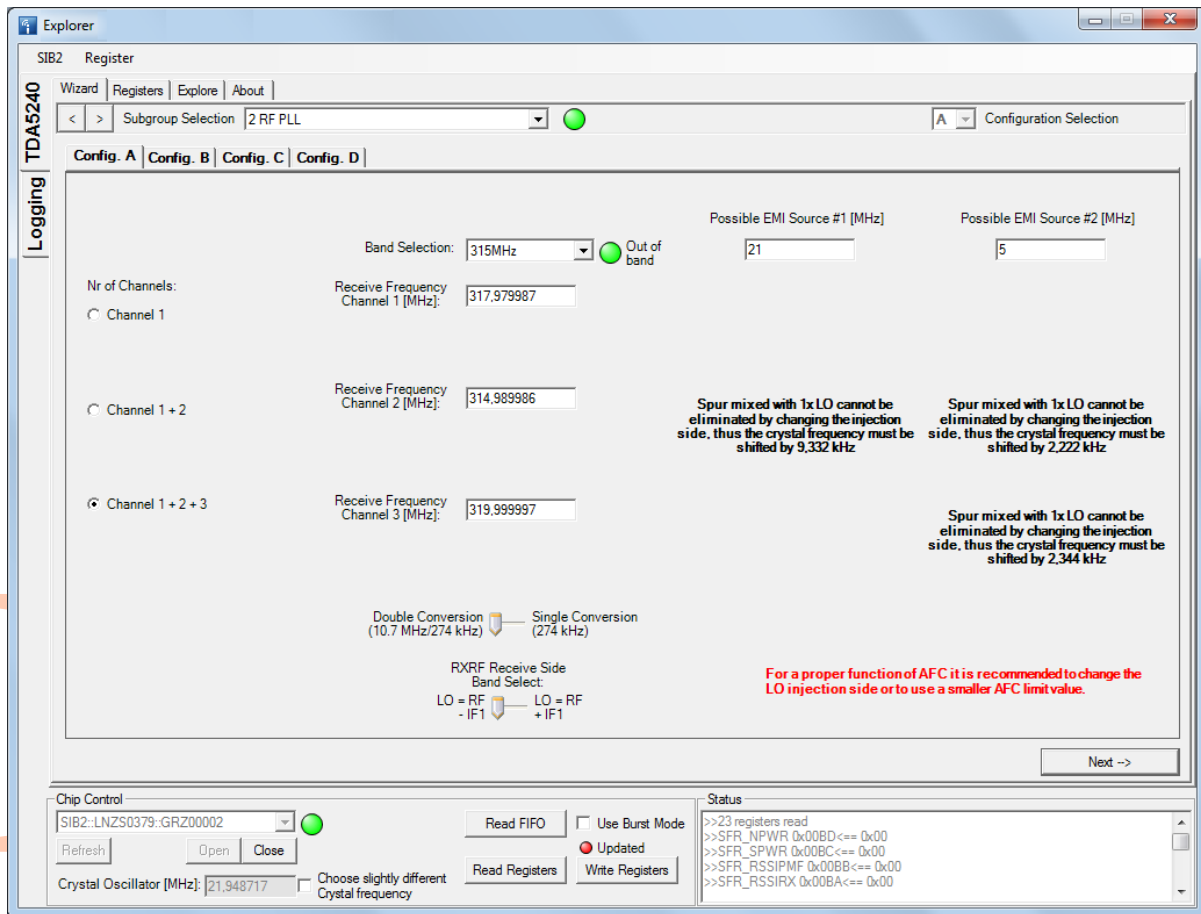 Explorer
SIB2 Register
TDA5240
Logging
Wizard Registers Explore About
< > Subgroup Selection 2 RF PLL A Configuration Selection
Config. A Config. B Config. C Config. D
Possible EMI Source #1 [MHz] Possible EMI Source #2 [MHz]
Band Selection: 315MHz Out of
band
21 5
Nr of Channels:
Channel 1
Receive Frequency
Channel 1 [MHz]: 317,979987
Channel 1 + 2
Receive Frequency
Channel 2 [MHz]: 314,989986
Spur mixed with 1x LO cannot be
eliminated by changing the injection
side, thus the crystal frequency must be
shifted by 9,332 kHz
Spur mixed with 1x LO cannot be
eliminated by changing the injection
side, thus the crystal frequency must be
shifted by 2,222 kHz
Channel 1 + 2 + 3
Receive Frequency
Channel 3 [MHz]: 319,999997
Spur mixed with 1x LO cannot be
eliminated by changing the injection
side, thus the crystal frequency must be
shifted by 2,344 kHz
Double Conversion
(10.7 MHz/274 kHz)
Single Conversion
(274 kHz)
RXRF Receive Side
Band Select:
LO = RF
- IF1
LO = RF
+ IF1
For a proper function of AFC it is recommended to change the
LO injection side or to use a smaller AFC limit value.
Next -->
Chip Control
SIB2::LNZS0379::GRZ00002
Refresh Open Close
Crystal Oscillator [MHz]: 21,948717
Choose slightly different
Crystal frequency
Read FIFO Use Burst Mode
Updated
Read Registers Write Registers
Status
>>23 registers read
>>SFR_NPWR 0x00BD<== 0x00
>>SFR_SPWR 0x00BC<== 0x00
>>SFR_RSSIPMF 0x00BB<== 0x00
>>SFR_RSSIRX 0x00BA<== 0x00